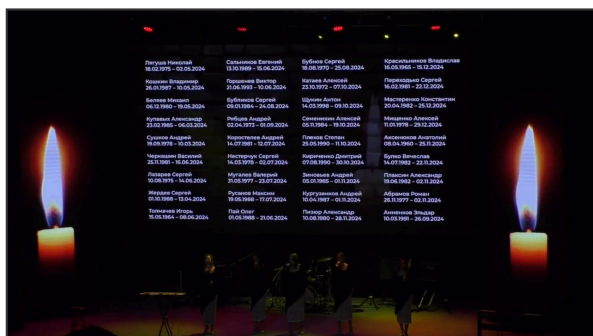 Лягуша Николай
18.02.1975 – 02.05.2024
Кошкин Владимир
26.01.1987 – 10.05.2024
Беляев Михаил
06.12.1980 – 19.05.2024
Кулевых Александр
23.02.1985 – 06.03.2024
Сушков Андрей
19.09.1978 – 10.03.2024
Черкашин Василий
25.11.1981 – 16.06.2024
Лазарев Сергей
10.08.1975 – 14.06.2024
Жердев Сергей
01.10.1988 – 13.04.2024
Толмачев Игорь
15.05.1964 – 08.06.2024
Сальников Евгений
13.10.1989 – 15.06.2024
Горшенев Виктор
21.06.1993 – 10.06.2024
Бубликов Сергей
09.01.1984 – 24.08.2024
Рябцев Андрей
02.04.1973 – 01.09.2024
Коростелев Андрей
14.07.1981 – 12.07.2024
Нестерчук Сергей
14.03.1978 – 02.07.2024
Мугалев Валерий
31.05.1977 – 23.07.2024
Русанов Максим
19.05.1988 – 17.07.2024
Пай Олег
01.05.1988 – 21.06.2024
Бубнов Сергей
18.08.1970 – 25.08.2024
Катаев Алексей
23.10.1972 – 07.10.2024
Щукин Антон
14.03.1998 – 09.10.2024
Семенихин Алексей
05.11.1984 – 19.10.2024
Плеков Степан
25.05.1990 – 11.10.2024
Кириченко Дмитрий
07.08.1990 – 30.10.2024
Зиновьев Андрей
05.01.1985 – 01.11.2024
Кургузенков Андрей
10.04.1987 – 01.11.2024
Пизюр Александр
10.08.1980 – 26.11.2024
Красильников Владислав
16.05.1965 – 15.12.2024
Переходько Сергей
16.02.1981 – 22.12.2024
Мастеренко Константин
20.04.1982 – 25.12.2024
Мищенко Алексей
11.01.1978 – 29.12.2024
Аксенюков Анатолий
08.04.1960 – 25.11.2024
Булко Вячеслав
14.07.1982 – 22.11.2024
Плаксин Александр
19.06.1982 – 02.11.2024
Абрамов Роман
26.11.1977 – 02.11.2024
Анненков Эльдар
10.03.1991 – 26.09.2024